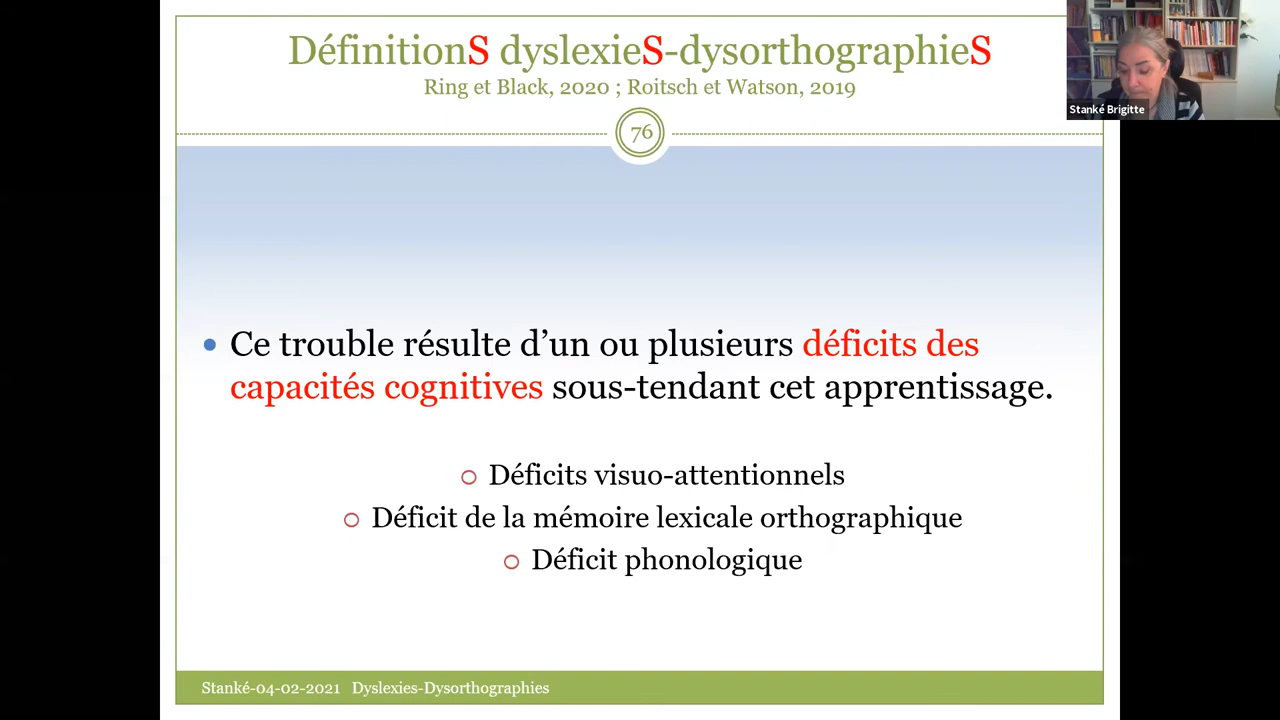 DéfinitionS dyslexieS-dysorthographieS
Ring et Black, 2020 ; Roitsch et Watson, 2019
Stanké Brigitte
76
Ce trouble résulte d’un ou plusieurs déficits des
capacités cognitives sous-tendant cet apprentissage.
Déficits visuo-attentionnels
Déficit de la mémoire lexicale orthographique
Déficit phonologique
Stanké-04-02-2021 Dyslexies-Dysorthographies